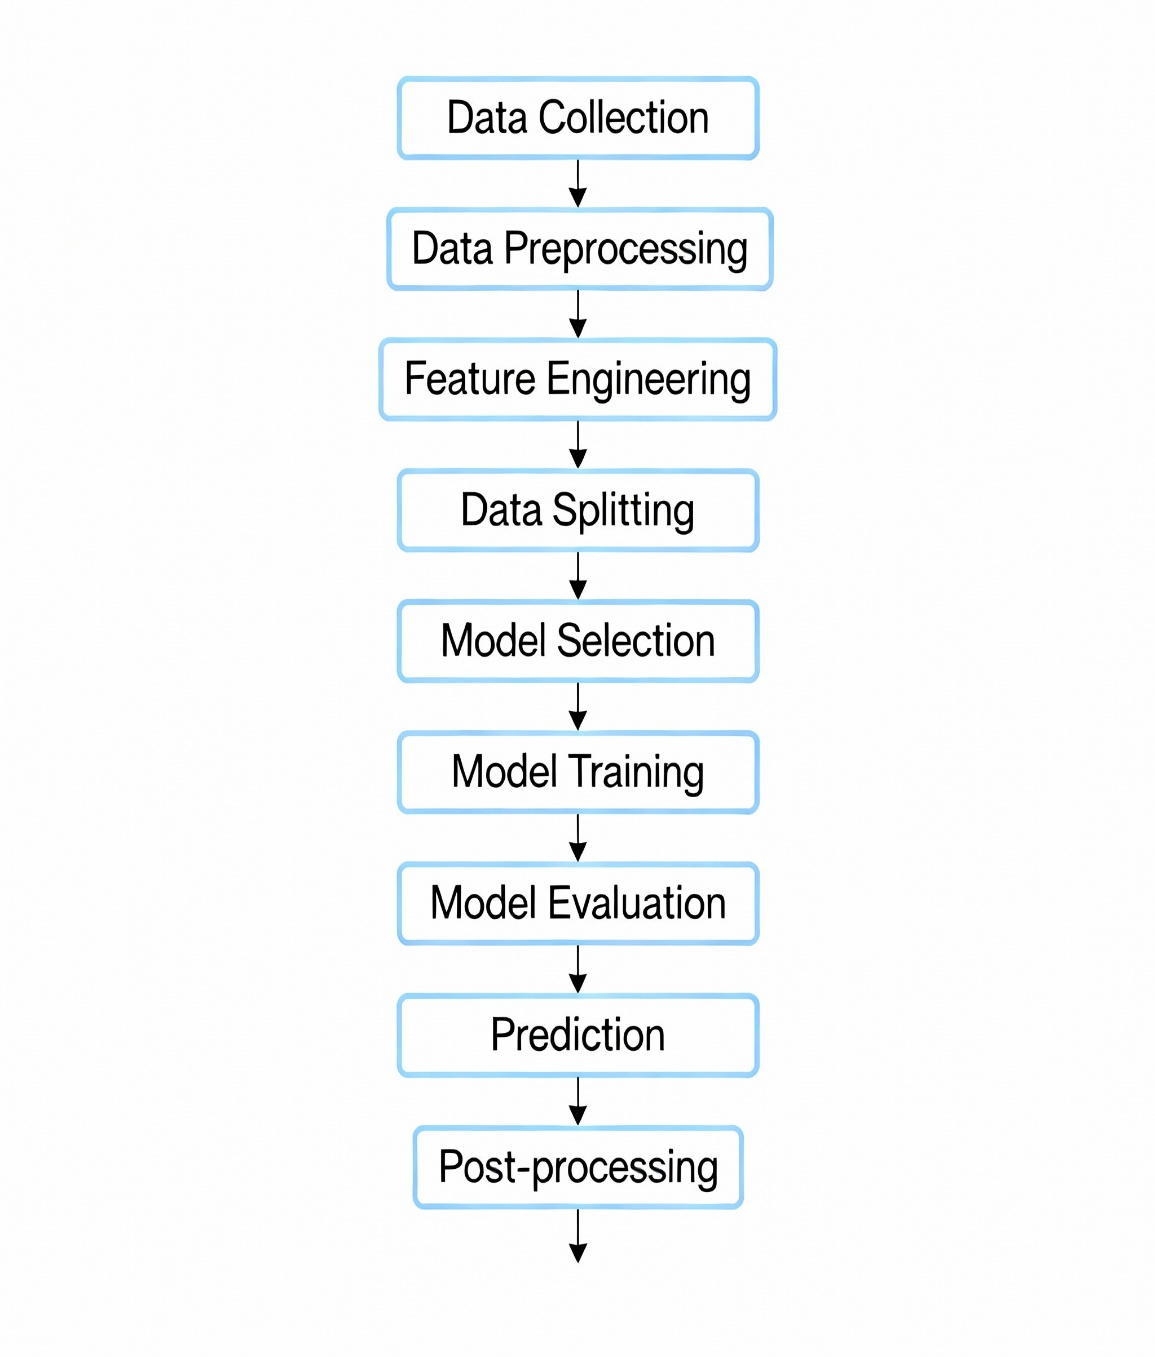 Data Collection
Data Preprocessing
Feature Engineering
Data Splitting
Model Selection
Model Training
Model Evaluation
Prediction
Post-processing